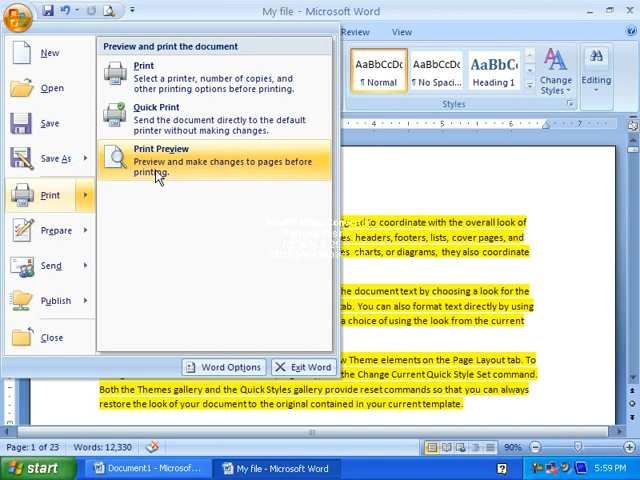 My file - Microsoft Word
Review View
New
Open
Save
Save As
Print
Prepare
Send
Publish
Close
Preview and print the document
Print
Select a printer, number of copies, and
other printing options before printing.
Quick Print
Send the document directly to the default
printer without making changes.
Print Preview
Preview and make changes to pages before
printing.
Word Options
Exit Word
AaBbCcDc
¶ Normal
AaBbCcDc
¶ No Spaci...
AaBbCc
Heading 1
Change
Styles
Editing
Styles
4 5 6 7
to coordinate with the overall look of
headers, footers, lists, cover pages, and
charts, or diagrams, they also coordinate
the document text by choosing a look for the
tab. You can also format text directly by using
a choice of using the look from the current
Theme elements on the Page Layout tab. To
the Change Current Quick Style Set command.
Both the Themes gallery and the Quick Styles gallery provide reset commands so that you can always
restore the look of your document to the original contained in your current template.
Page: 1 of 23 Words: 12,330 90%
start
Document1 - Microsof...
My file - Microsoft Word
5:59 PM